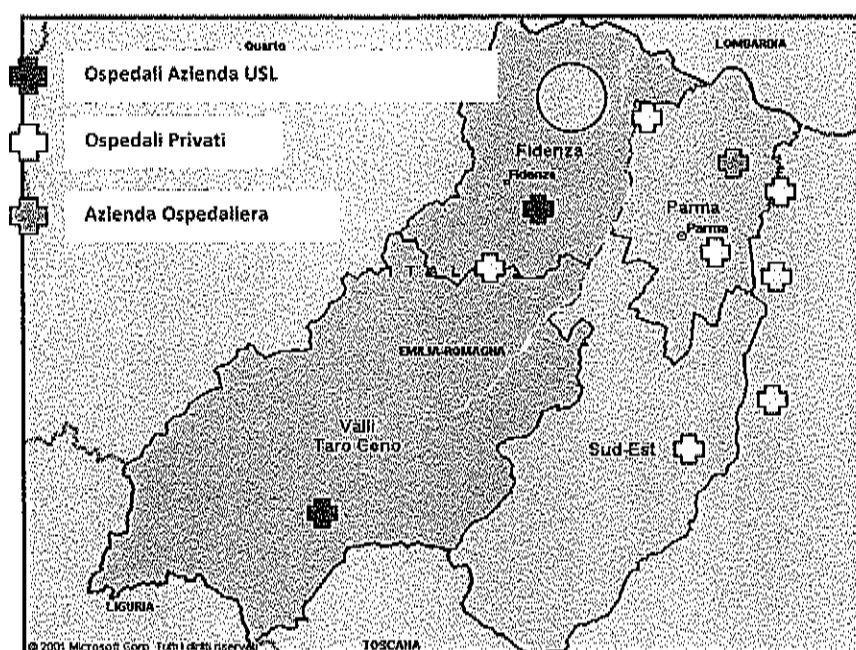 Quarto
LOMBARDIA
Ospedali Azienda USL
Ospedali Privati
Fidenza
Fidenza
Azienda Ospedaliera
Parma
Parma
EMILIA-ROMAGNA
Valli
Taro Ceno
Sud-Est
LIGURIA
© 2001 Microsoft Corp. Tutti i diritti riservati
TOSCANA